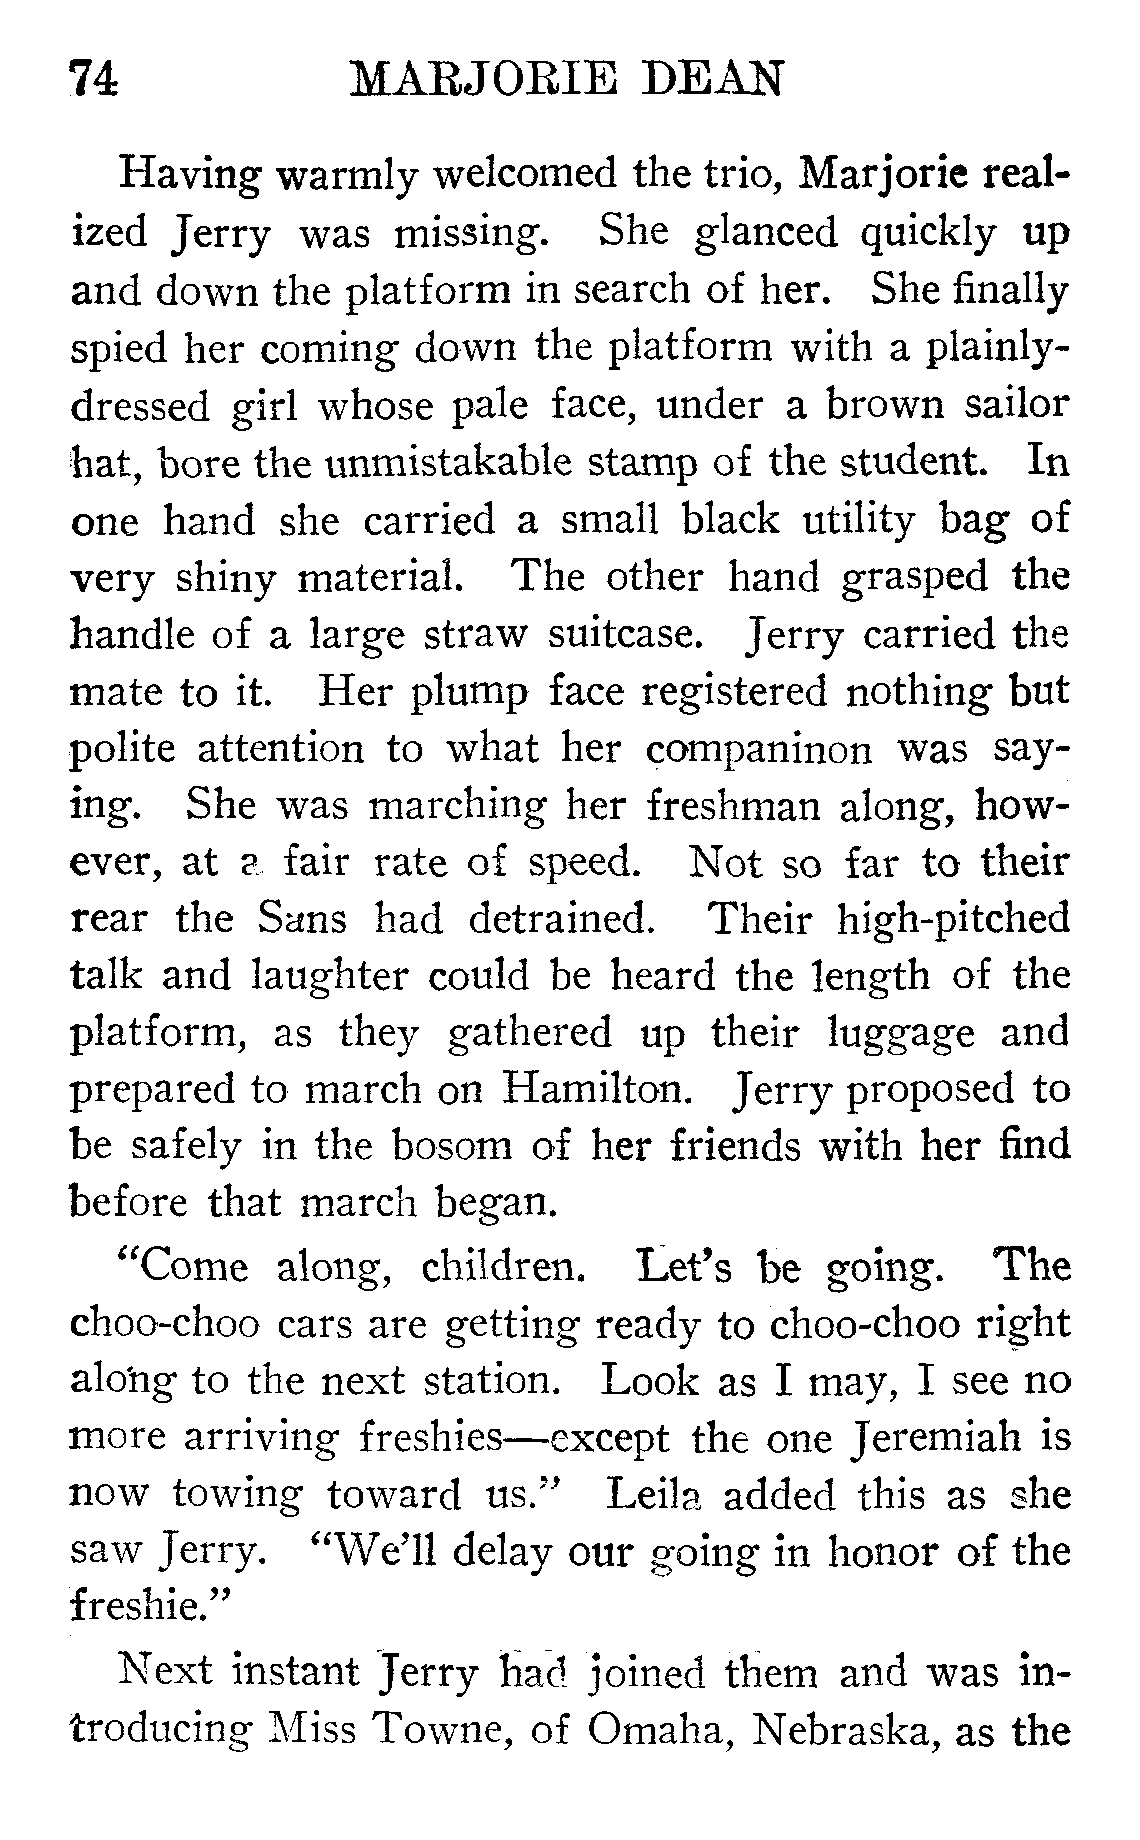 74 MARJORIE DEAN
Having warmly welcomed the trio, Marjorie real-
ized Jerry was missing. She glanced quickly up
and down the platform in search of her. She finally
spied her coming down the platform with a plainly-
dressed girl whose pale face, under a brown sailor
hat, bore the unmistakable stamp of the student. In
one hand she carried a small black utility bag of
very shiny material. The other hand grasped the
handle of a large straw suitcase. Jerry carried the
mate to it. Her plump face registered nothing but
polite attention to what her companinon was say-
ing. She was marching her freshman along, how-
ever, at a fair rate of speed. Not so far to their
rear the Sans had detrained. Their high-pitched
talk and laughter could be heard the length of the
platform, as they gathered up their luggage and
prepared to march on Hamilton. Jerry proposed to
be safely in the bosom of her friends with her find
before that march began.
“Come along, children. Let’s be going. The
choo-choo cars are getting ready to choo-choo right
along to the next station. Look as I may, I see no
more arriving freshies—except the one Jeremiah is
now towing toward us.” Leila added this as she
saw Jerry. “We’ll delay our going in honor of the
freshie.”
Next instant Jerry had joined them and was in-
troducing Miss Towne, of Omaha, Nebraska, as the